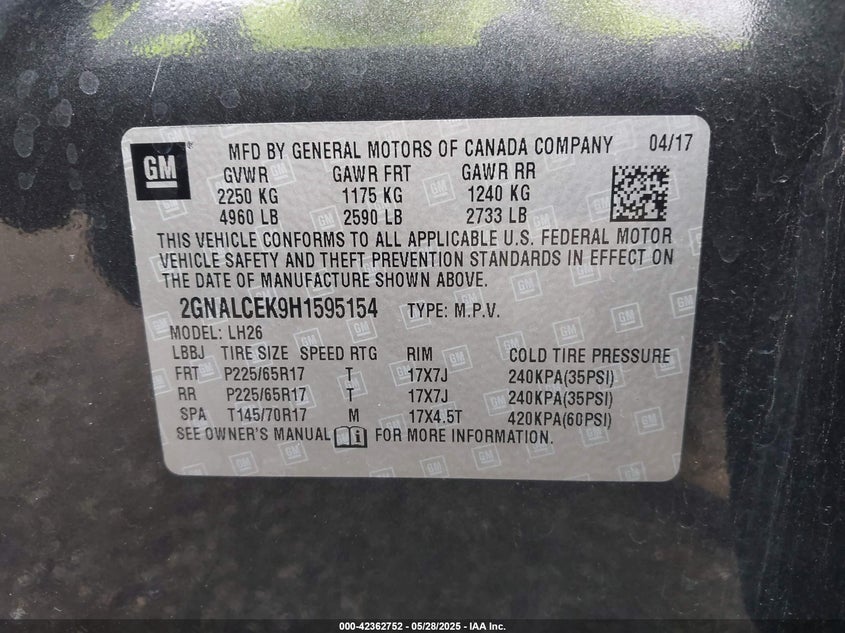 GM
MFD BY GENERAL MOTORS OF CANADA COMPANY 04/17
GVWR GAWR FRT GAWR RR
2250 KG 1175 KG 1240 KG
4960 LB 2590 LB 2733 LB
THIS VEHICLE CONFORMS TO ALL APPLICABLE U.S. FEDERAL MOTOR
VEHICLE SAFETY AND THEFT PREVENTION STANDARDS IN EFFECT ON
THE DATE OF MANUFACTURE SHOWN ABOVE.
2GNALCEK9H1595154 TYPE: M.P.V.
MODEL: LH26
LBBJ TIRE SIZE SPEED RTG RIM COLD TIRE PRESSURE
FRT P225/65R17 T 17X7J 240KPA(35PSI)
RR P225/65R17 T 17X7J 240KPA(35PSI)
SPA T145/70R17 M 17X4.5T 420KPA(60PSI)
SEE OWNER'S MANUAL FOR MORE INFORMATION.
000-42362752 — 05/28/2025 — IAA Inc.